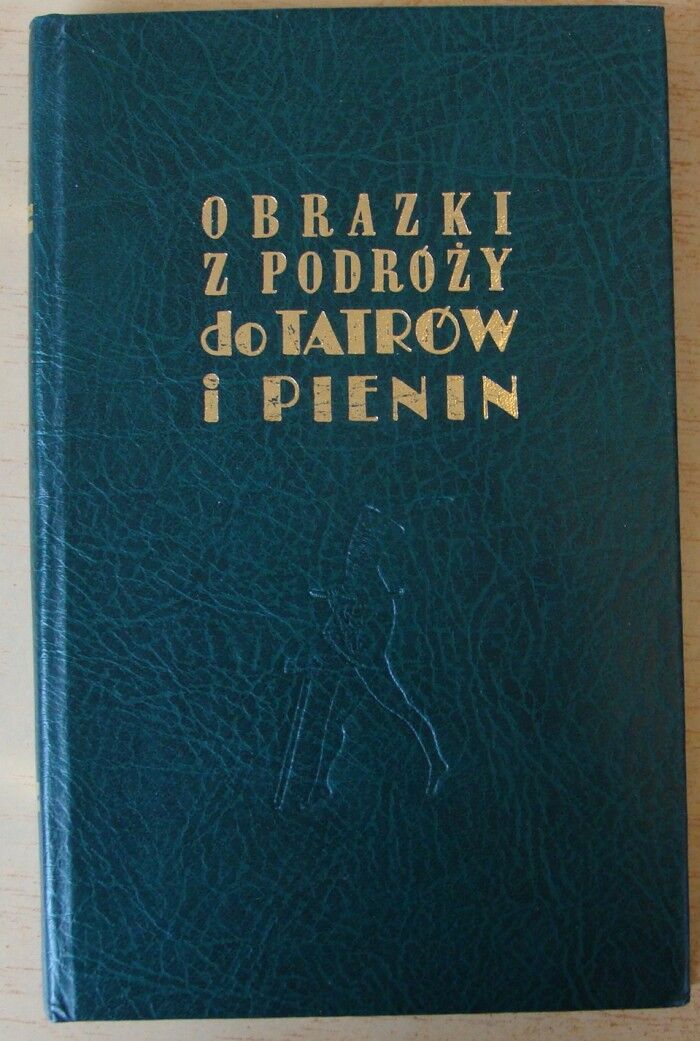 OBRAZKI
Z PODRÓŻY
do TATRÓW
i PIENIN